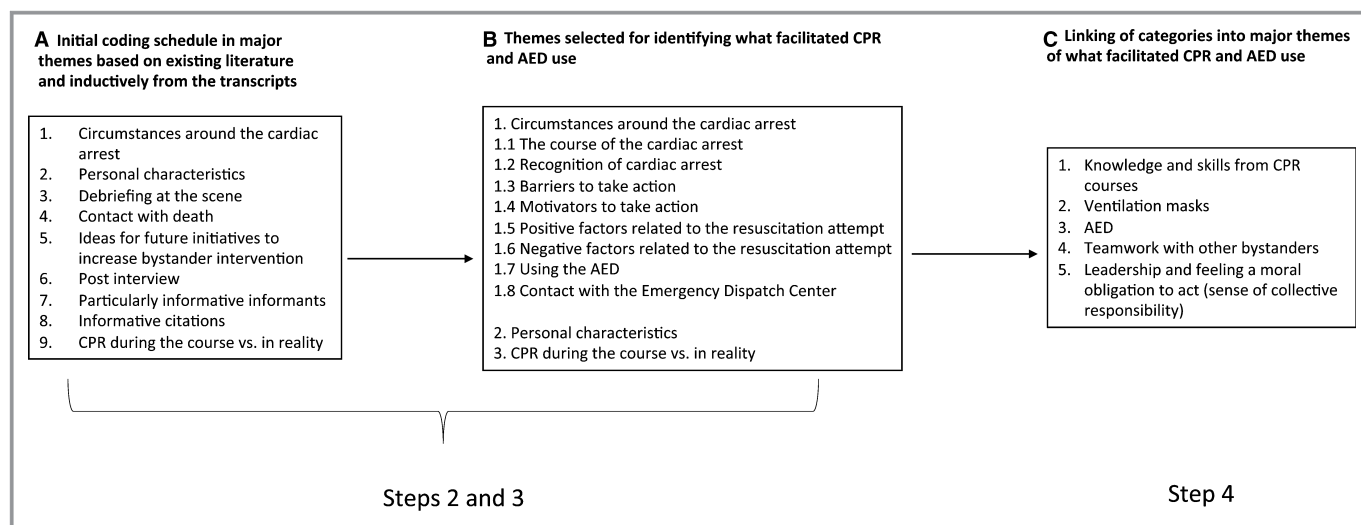 A Initial coding schedule in major
themes based on existing literature
and inductively from the transcripts
1. Circumstances around the cardiac
arrest
2. Personal characteristics
3. Debriefing at the scene
4. Contact with death
5. Ideas for future initiatives to
increase bystander intervention
6. Post interview
7. Particularly informative informants
8. Informative citations
9. CPR during the course vs. in reality
B Themes selected for identifying what facilitated CPR
and AED use
1. Circumstances around the cardiac arrest
1.1 The course of the cardiac arrest
1.2 Recognition of cardiac arrest
1.3 Barriers to take action
1.4 Motivators to take action
1.5 Positive factors related to the resuscitation attempt
1.6 Negative factors related to the resuscitation attempt
1.7 Using the AED
1.8 Contact with the Emergency Dispatch Center
2. Personal characteristics
3. CPR during the course vs. in reality
C Linking of categories into major themes
of what facilitated CPR and AED use
1. Knowledge and skills from CPR
courses
2. Ventilation masks
3. AED
4. Teamwork with other bystanders
5. Leadership and feeling a moral
obligation to act (sense of collective
responsibility)
Steps 2 and 3
Step 4